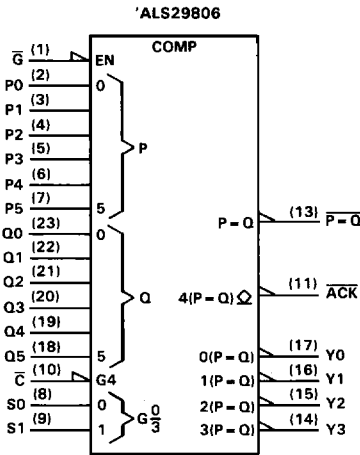 'ALS29806
COMP
G̅ (1) EN
P0 (2) 0
P1 (3)
P2 (4)
P3 (5)
P4 (6)
P5 (7) 5
P
Q0 (23) 0
Q1 (22)
Q2 (21)
Q3 (20)
Q4 (19)
Q5 (18) 5
Q
C̅ (10) G4
S0 (8) 0
S1 (9) 1
G 0/3
P=Q (13) P̅=̅Q̅
4(P=Q) (11) A̅C̅K̅
0(P=Q) (17) Y0
1(P=Q) (16) Y1
2(P=Q) (15) Y2
3(P=Q) (14) Y3